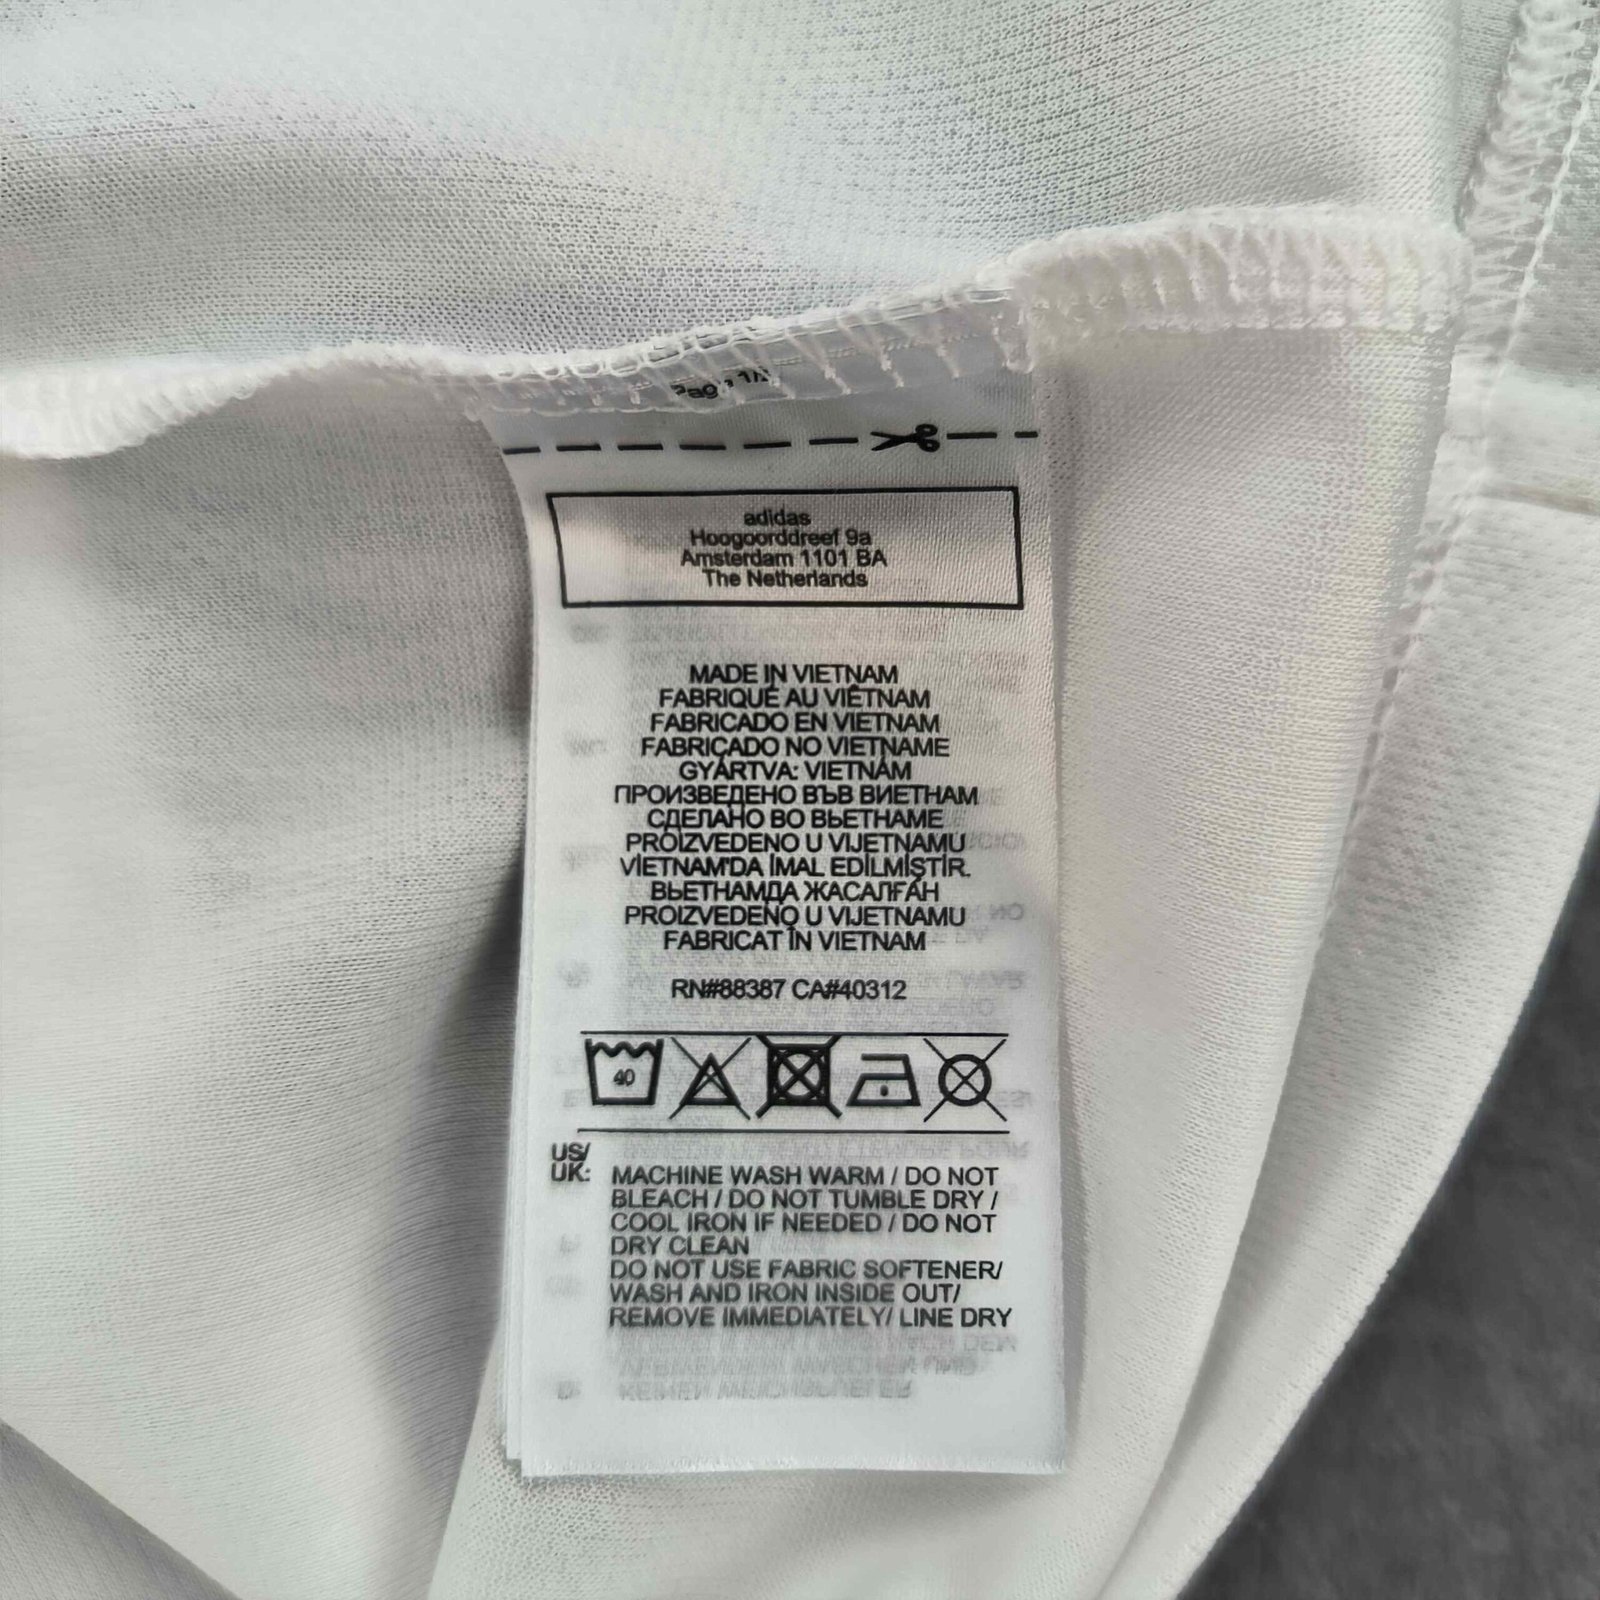 Page 1/
adidas
Hoogoorddreef 9a
Amsterdam 1101 BA
The Netherlands
MADE IN VIETNAM
FABRIQUÉ AU VIÊTNAM
FABRICADO EN VIETNAM
FABRICADO NO VIETNAME
GYÁRTVA: VIETNÁM
ПРОИЗВЕДЕНО ВЪВ ВИЕТНАМ
СДЕЛАНО ВО ВЬЕТНАМЕ
PROIZVEDENO U VIJETNAMU
VİETNAM'DA İMAL EDİLMİŞTİR.
ВЬЕТНАМДА ЖАСАЛҒАН
PROIZVEDENO U VIJETNAMU
FABRICAT ÎN VIETNAM
RN#88387 CA#40312
40
US/
UK: MACHINE WASH WARM / DO NOT
BLEACH / DO NOT TUMBLE DRY /
COOL IRON IF NEEDED / DO NOT
DRY CLEAN
DO NOT USE FABRIC SOFTENER/
WASH AND IRON INSIDE OUT/
REMOVE IMMEDIATELY/ LINE DRY